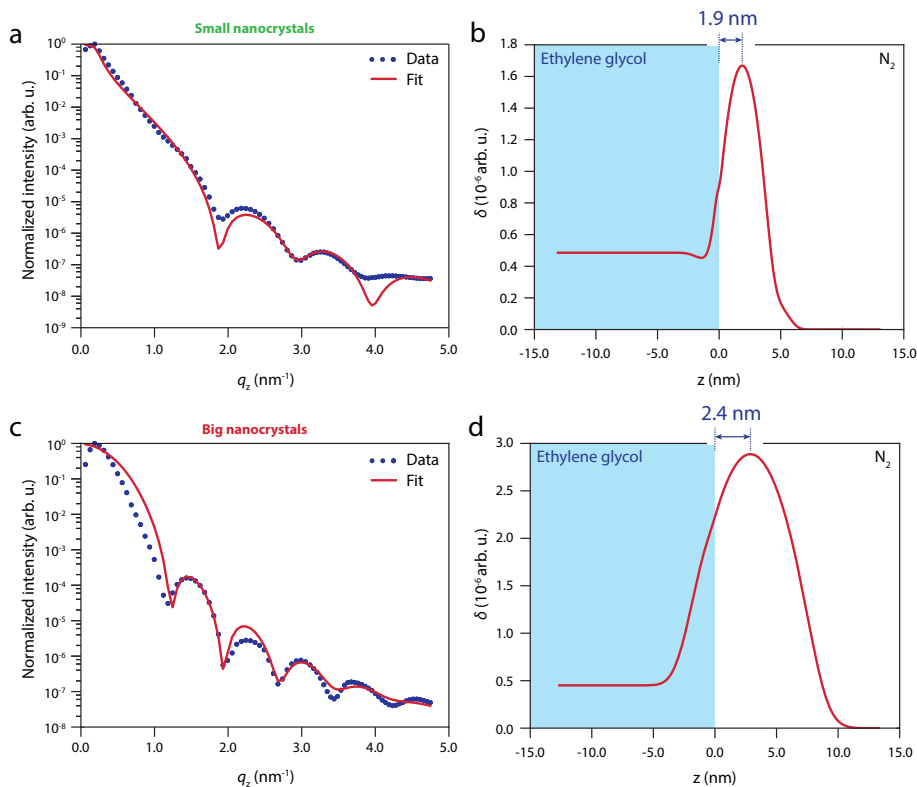 a
Small nanocrystals
Normalized intensity (arb. u.)
10⁰
10⁻¹
10⁻²
10⁻³
10⁻⁴
10⁻⁵
10⁻⁶
10⁻⁷
10⁻⁸
10⁻⁹
Data
Fit
0.0 1.0 2.0 3.0 4.0 5.0
q_z (nm⁻¹)
b
1.9 nm
Ethylene glycol
N₂
δ (10⁻⁶ arb. u.)
1.8
1.6
1.4
1.2
1.0
0.8
0.6
0.4
0.2
0.0
-15.0 -10.0 -5.0 0.0 5.0 10.0 15.0
z (nm)
c
Big nanocrystals
Normalized intensity (arb. u.)
10⁰
10⁻¹
10⁻²
10⁻³
10⁻⁴
10⁻⁵
10⁻⁶
10⁻⁷
10⁻⁸
Data
Fit
0.0 1.0 2.0 3.0 4.0 5.0
q_z (nm⁻¹)
d
2.4 nm
Ethylene glycol
N₂
δ (10⁻⁶ arb. u.)
3.0
2.5
2.0
1.5
1.0
0.5
0.0
-15.0 -10.0 -5.0 0.0 5.0 10.0 15.0
z (nm)